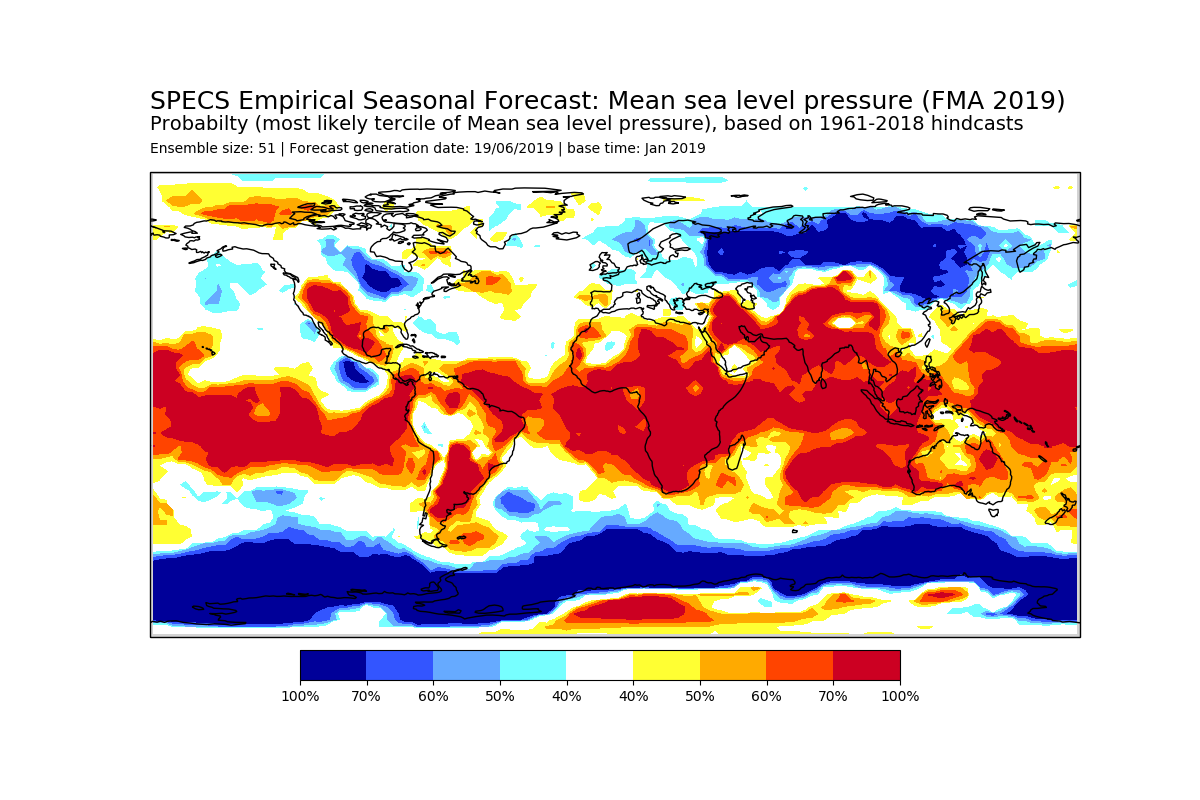 SPECS Empirical Seasonal Forecast: Mean sea level pressure (FMA 2019)
Probabilty (most likely tercile of Mean sea level pressure), based on 1961-2018 hindcasts
Ensemble size: 51 | Forecast generation date: 19/06/2019 | base time: Jan 2019
100% 70% 60% 50% 40% 40% 50% 60% 70% 100%